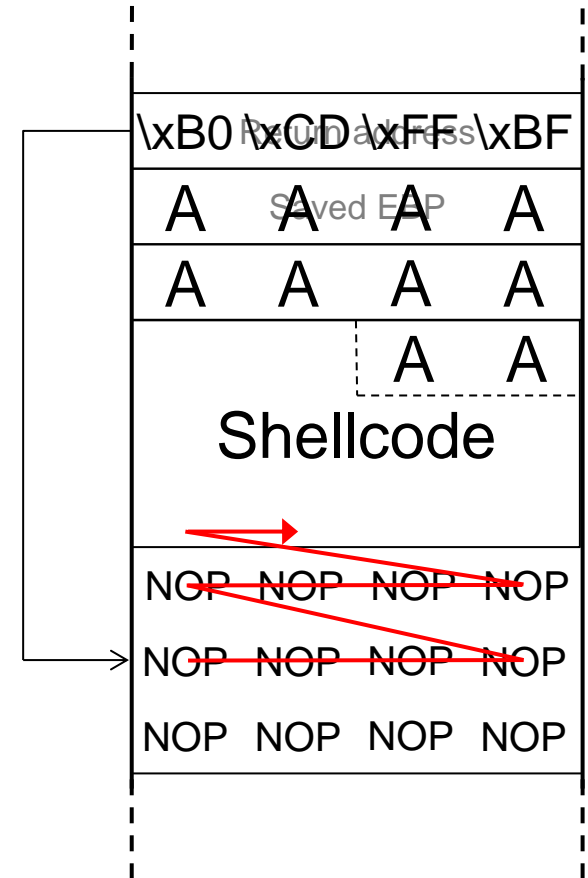 \xB0 \xCD \xFF \xBF
Return address
A A A A
Saved EBP
A A A A
A A
Shellcode
NOP NOP NOP NOP
NOP NOP NOP NOP
NOP NOP NOP NOP